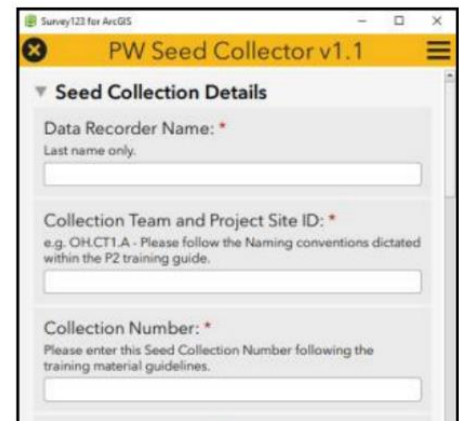 Survey123 for ArcGIS
PW Seed Collector v1.1
Seed Collection Details
Data Recorder Name: *
Last name only.
Collection Team and Project Site ID: *
e.g. OH.CT1.A - Please follow the Naming conventions dictated
within the P2 training guide.
Collection Number: *
Please enter this Seed Collection Number following the
training material guidelines.